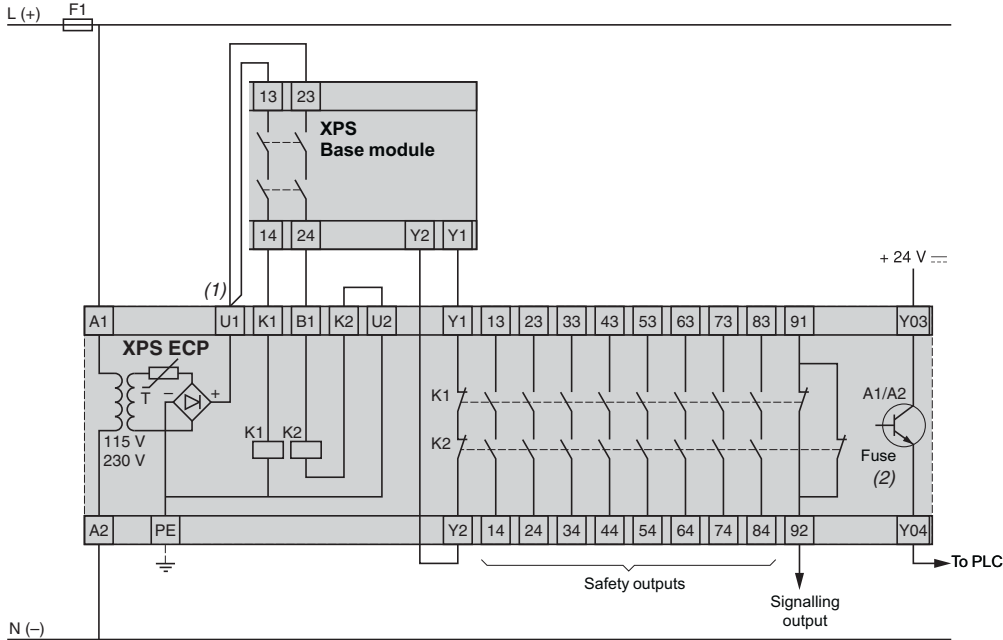 L (+)
F1
13 23
XPS
Base module
14 24 Y2 Y1
+ 24 V
(1)
A1 U1 K1 B1 K2 U2 Y1 13 23 33 43 53 63 73 83 91 Y03
XPS ECP
T
– +
115 V
230 V
K1 K2
K1
K2
A1/A2
Fuse
(2)
A2 PE Y2 14 24 34 44 54 64 74 84 92 Y04
To PLC
Safety outputs
Signalling
output
N (–)